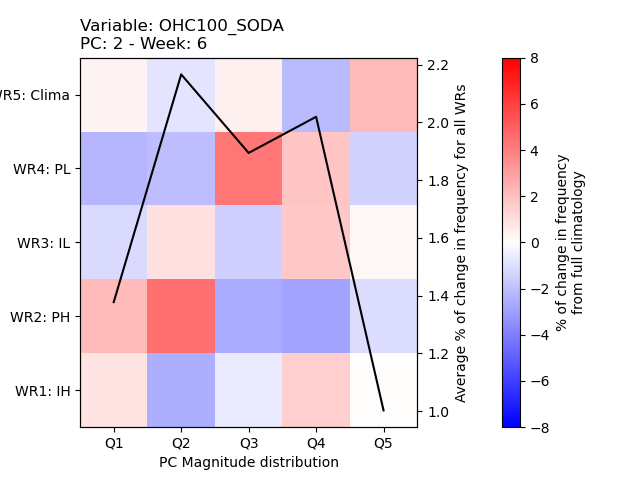 Variable: OHC100_SODA
PC: 2 - Week: 6
WR5: Clima
WR4: PL
WR3: IL
WR2: PH
WR1: IH
Q1 Q2 Q3 Q4 Q5
PC Magnitude distribution
2.2
2.0
1.8
1.6
1.4
1.2
1.0
Average % of change in frequency for all WRs
8
6
4
2
0
−2
−4
−6
−8
% of change in frequency
from full climatology